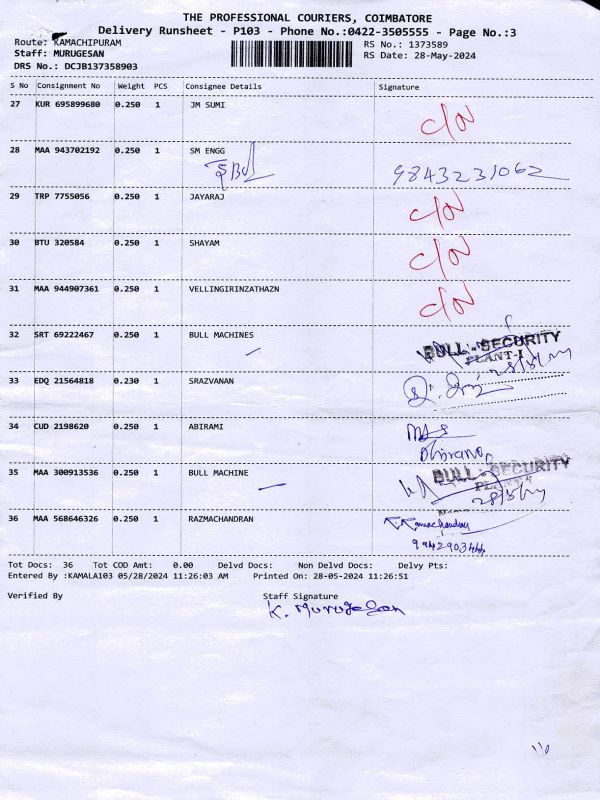 THE PROFESSIONAL COURIERS, COIMBATORE
Delivery Runsheet - P103 - Phone No.:0422-3505555 - Page No.:3
Route: KAMACHIPURAM
RS No.: 1373589
Staff: MURUGESAN
RS Date: 28-May-2024
DRS No.: DCJB137358903
S No Consignment No Weight PCS Consignee Details Signature
27 KUR 695899680 0.250 1 JM SUMI
C/N
28 MAA 943702192 0.250 1 SM ENGG
9843231062
29 TRP 7755056 0.250 1 JAYARAJ
C/N
30 BTU 320584 0.250 1 SHAYAM
C/N
31 MAA 944907361 0.250 1 VELLINGIRINZATHAZN
C/N
32 SRT 69222467 0.250 1 BULL MACHINES
BULL - SECURITY
PLANT-I
28/5/24
33 EDQ 21564818 0.230 1 SRAZVANAN
34 CUD 2198620 0.250 1 ABIRAMI
35 MAA 300913536 0.250 1 BULL MACHINE
BULL - SECURITY
28/5/24
36 MAA 568646326 0.250 1 RAZMACHANDRAN
Ramachandran
Tot Docs: 36 Tot COD Amt: 0.00 Delvd Docs: Non Delvd Docs: Delvy Pts:
Entered By :KAMALA103 05/28/2024 11:26:03 AM Printed On: 28-05-2024 11:26:51
Verified By Staff Signature
K. Murugesan